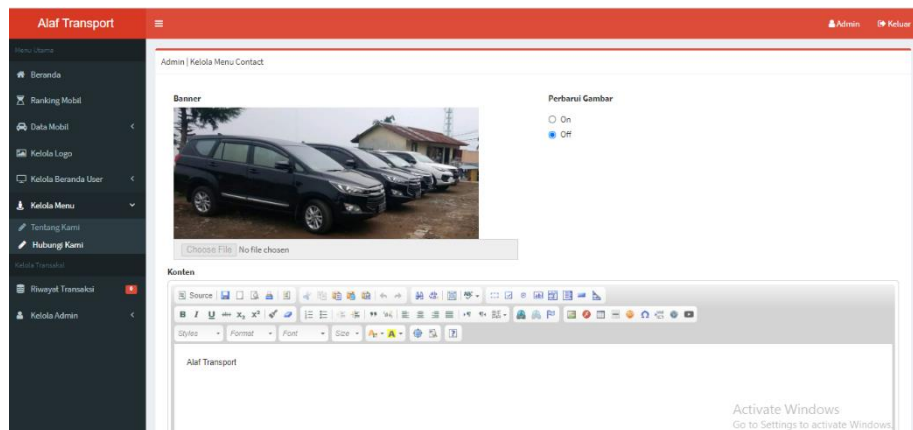 Alaf Transport
Admin
Keluar
Menu Utama
Admin | Kelola Menu Contact
Beranda
Ranking Mobil
Data Mobil
Kelola Logo
Kelola Beranda User
Kelola Menu
Tentang Kami
Hubungi Kami
Kelola Transaksi
Riwayat Transaksi
Kelola Admin
Banner
Perbarui Gambar
On
Off
Choose File No file chosen
Konten
Source
B I U abc x₂ x²
Styles Format Font Size A A
Alaf Transport
Activate Windows
Go to Settings to activate Windows.